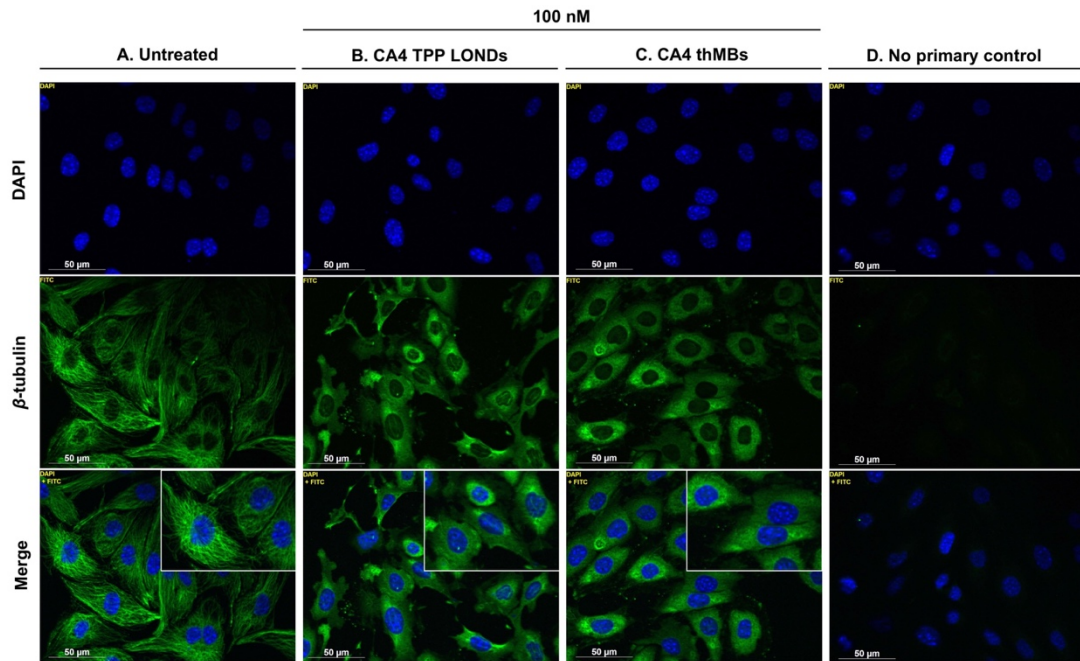 100 nM
A. Untreated
B. CA4 TPP LONDs
C. CA4 thMBs
D. No primary control
DAPI
DAPI
DAPI
DAPI
DAPI
50 µm
50 µm
50 µm
50 µm
β-tubulin
FITC
FITC
FITC
FITC
50 µm
50 µm
50 µm
50 µm
Merge
DAPI
+ FITC
DAPI
+ FITC
DAPI
+ FITC
DAPI
+ FITC
50 µm
50 µm
50 µm
50 µm